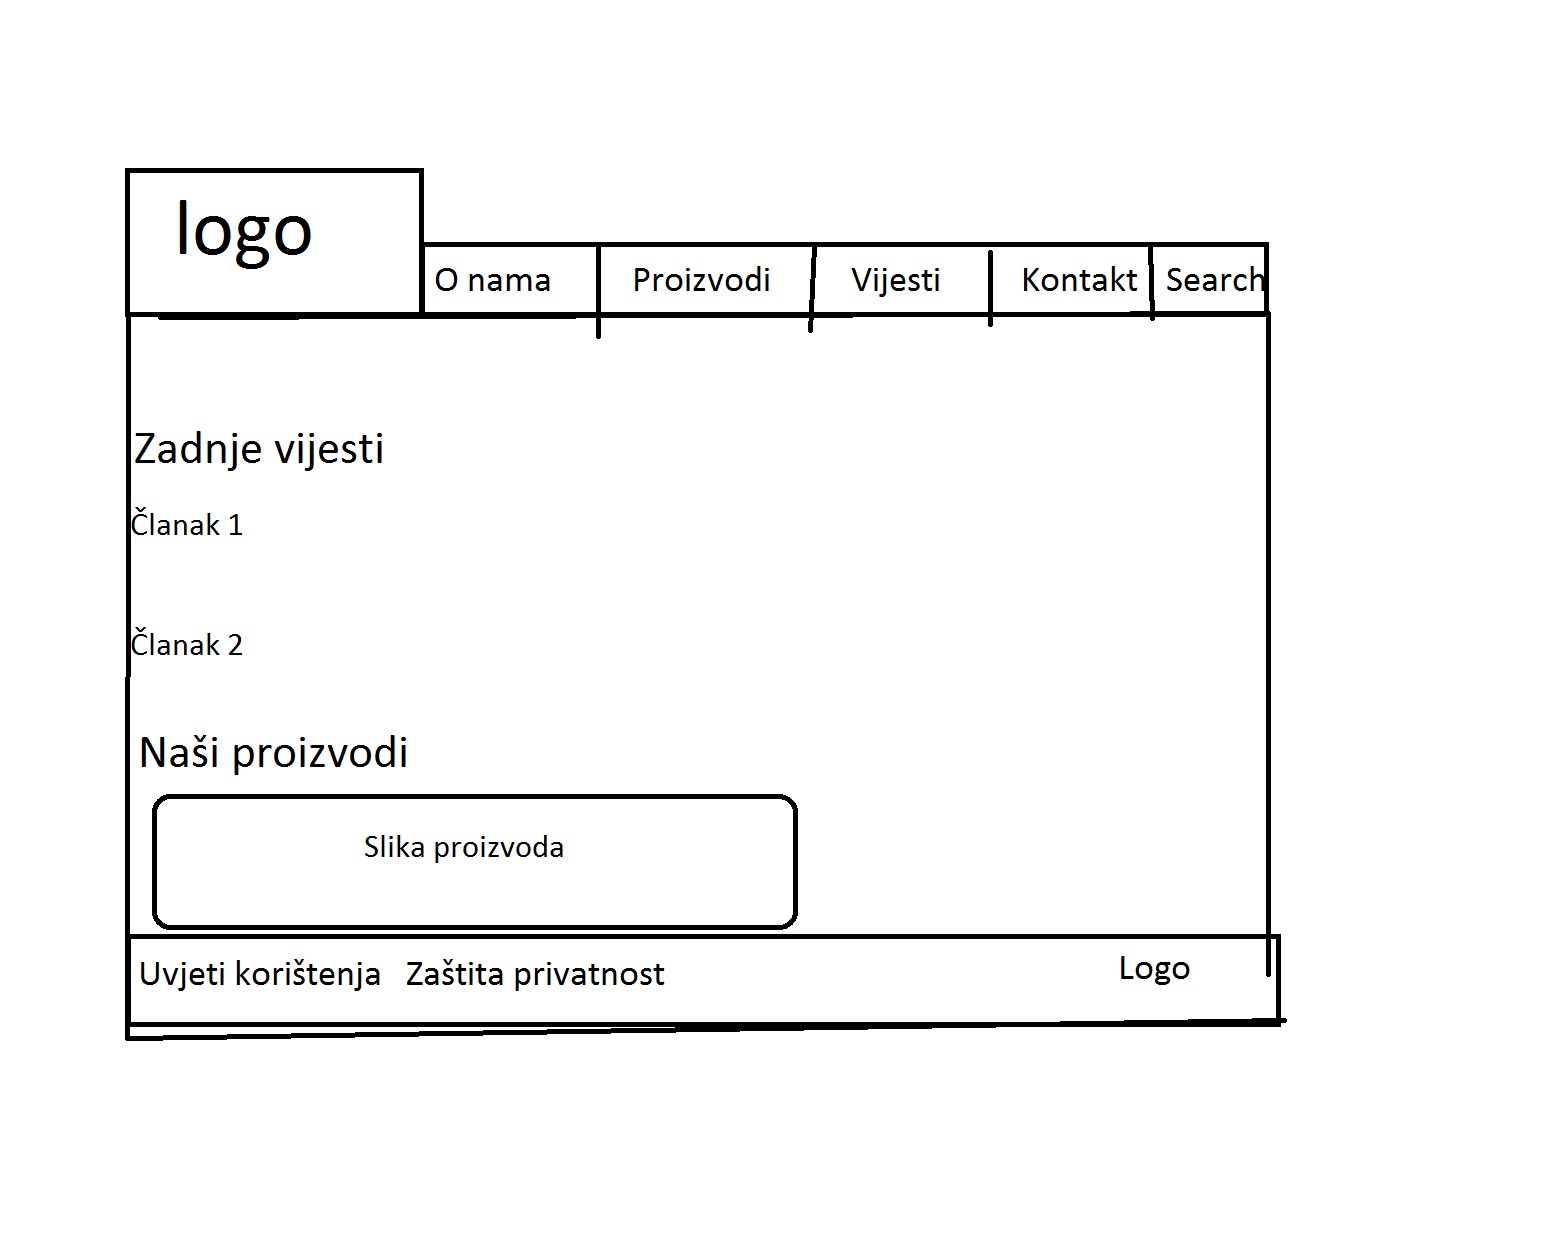 logo
O nama
Proizvodi
Vijesti
Kontakt
Search
Zadnje vijesti
Članak 1
Članak 2
Naši proizvodi
Slika proizvoda
Uvjeti korištenja Zaštita privatnost
Logo